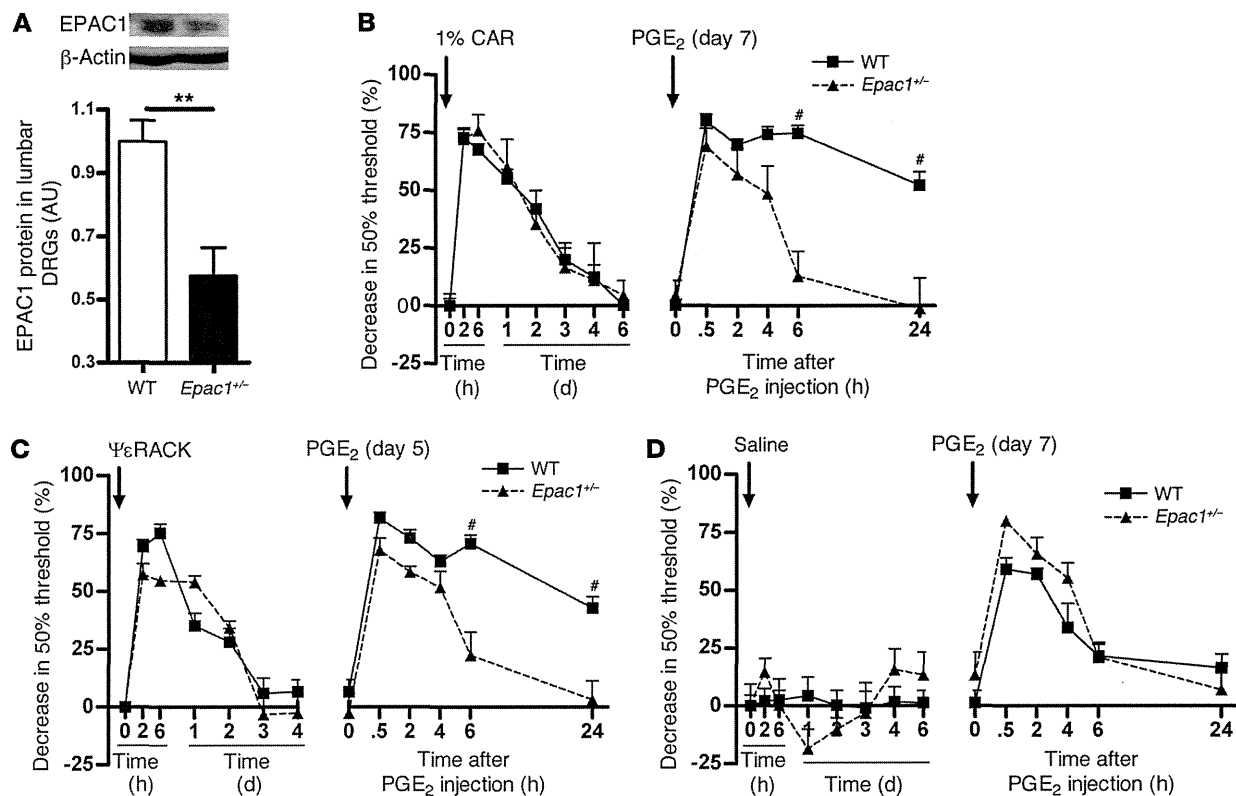 A
EPAC1
β-Actin
**
EPAC1 protein in lumbar
DRGs (AU)
1.1
0.9
0.7
0.5
0.3
WT
Epac1+/−
B
1% CAR
PGE2 (day 7)
WT
Epac1+/−
Decrease in 50% threshold (%)
100
75
50
25
0
-25
0 2 6 1 2 3 4 6
Time
(h)
Time
(d)
# #
0
0 .5 2 4 6 24
Time after
PGE2 injection (h)
C
ΨεRACK
PGE2 (day 5)
WT
Epac1+/−
Decrease in 50% threshold (%)
100
75
50
25
0
-25
0 2 6 1 2 3 4
Time
(h)
Time
(d)
# #
0 .5 2 4 6 24
Time after
PGE2 injection (h)
D
Saline
PGE2 (day 7)
WT
Epac1+/−
Decrease in 50% threshold (%)
100
75
50
25
0
-25
0 2 6 1 2 3 4 6
Time
(h)
Time (d)
0 .5 2 4 6 24
Time after
PGE2 injection (h)